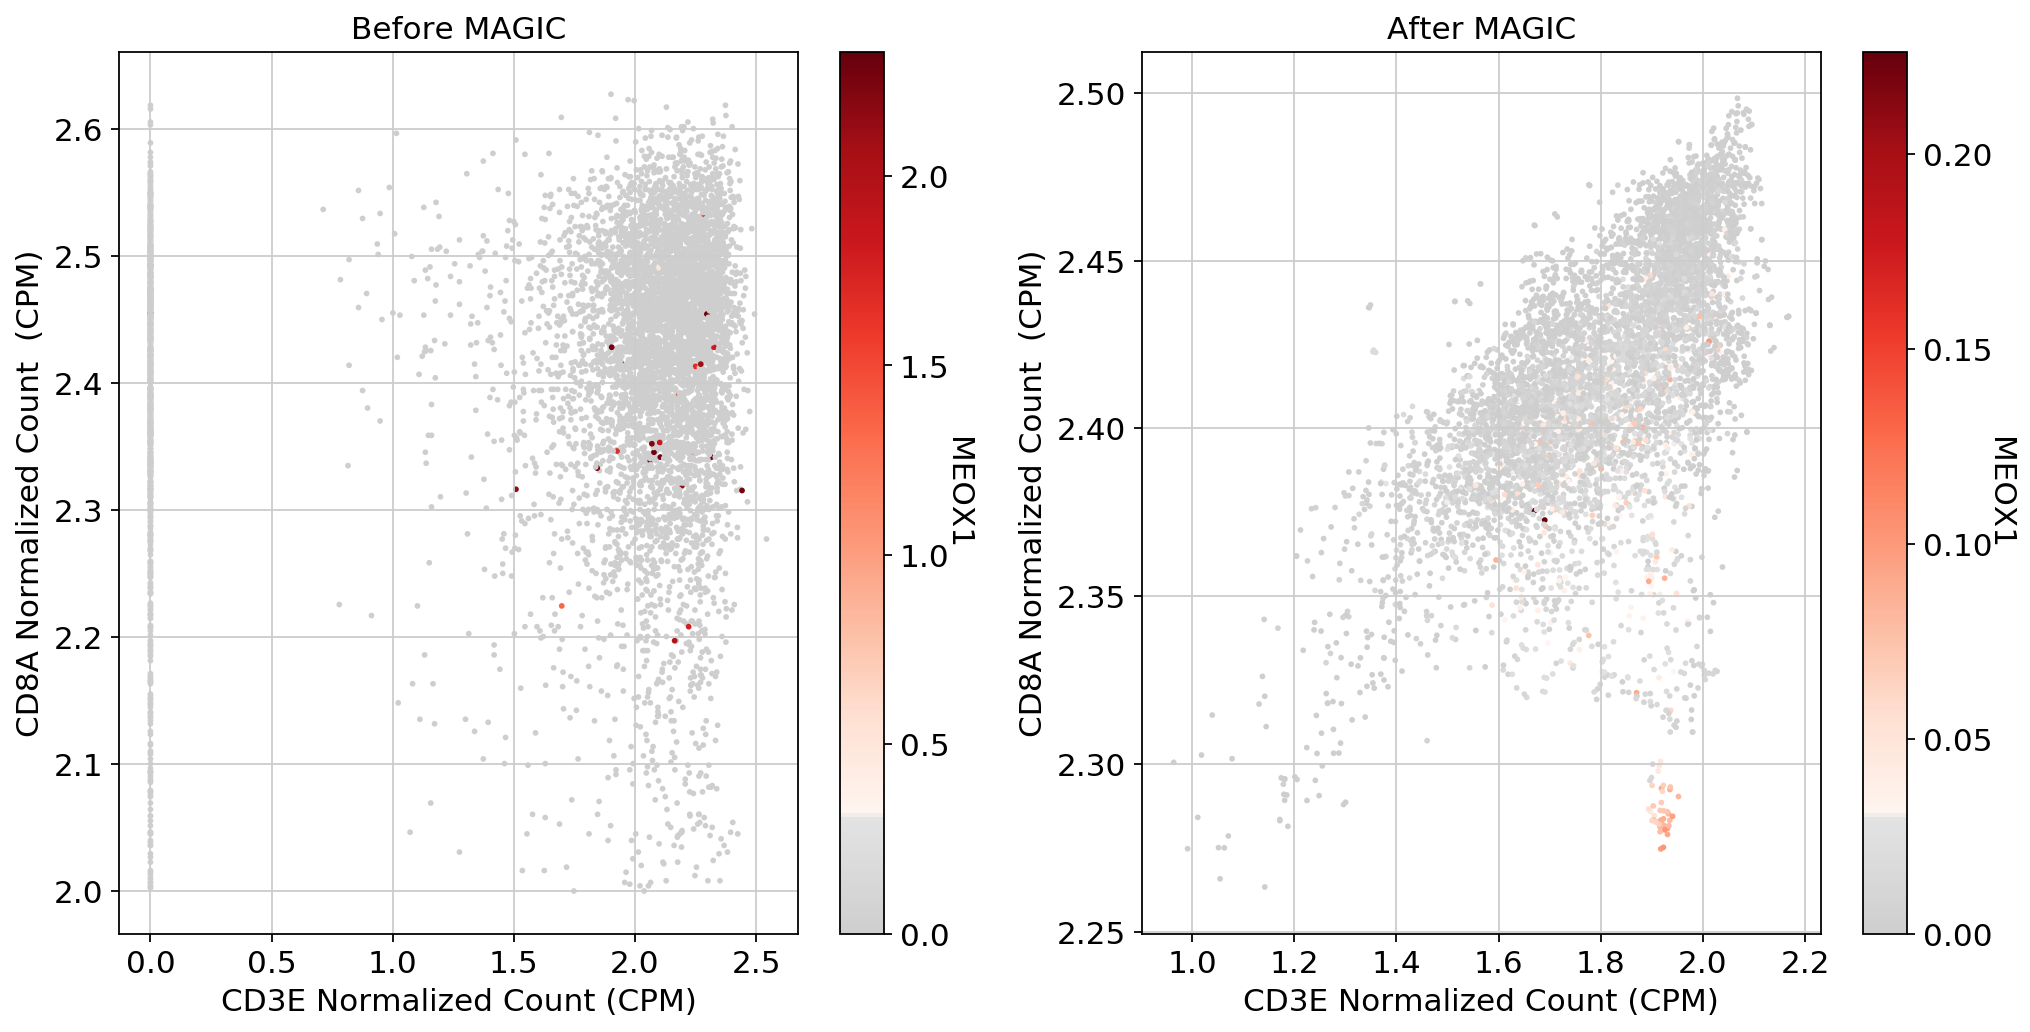 Before MAGIC
CD8A Normalized Count  (CPM)
2.6
2.5
2.4
2.3
2.2
2.1
2.0
0.0 0.5 1.0 1.5 2.0 2.5
CD3E Normalized Count (CPM)
2.0
1.5
1.0
0.5
0.0
MEOX1
After MAGIC
CD8A Normalized Count  (CPM)
2.50
2.45
2.40
2.35
2.30
2.25
1.0 1.2 1.4 1.6 1.8 2.0 2.2
CD3E Normalized Count (CPM)
0.20
0.15
0.10
0.05
0.00
MEOX1